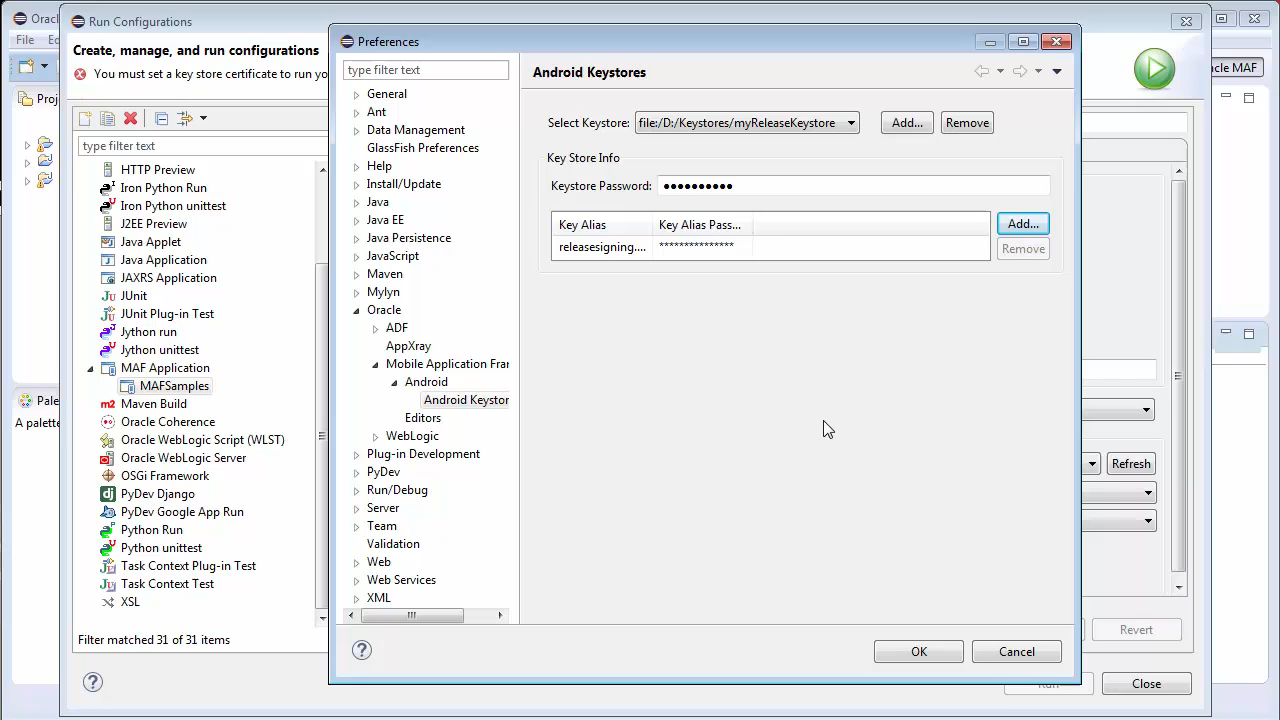 Oracl
Run Configurations
File
Create, manage, and run configurations
You must set a key store certificate to run yo
acle MAF
Proj
type filter text
HTTP Preview
Iron Python Run
Iron Python unittest
J2EE Preview
Java Applet
Java Application
JAXRS Application
JUnit
JUnit Plug-in Test
Jython run
Jython unittest
MAF Application
MAFSamples
Maven Build
Oracle Coherence
Oracle WebLogic Script (WLST)
Oracle WebLogic Server
OSGi Framework
PyDev Django
PyDev Google App Run
Python Run
Python unittest
Task Context Plug-in Test
Task Context Test
XSL
Filter matched 31 of 31 items
Pale
A palette
Preferences
type filter text
General
Ant
Data Management
GlassFish Preferences
Help
Install/Update
Java
Java EE
Java Persistence
JavaScript
Maven
Mylyn
Oracle
ADF
AppXray
Mobile Application Fra
Android
Android Keystor
Editors
WebLogic
Plug-in Development
PyDev
Run/Debug
Server
Team
Validation
Web
Web Services
XML
Android Keystores
Select Keystore: file:/D:/Keystores/myReleaseKeystore Add... Remove
Key Store Info
Keystore Password: ●●●●●●●●●●
Key Alias Key Alias Pass... Add...
releasesigning.... *************** Remove
OK Cancel
Refresh
Revert
Close